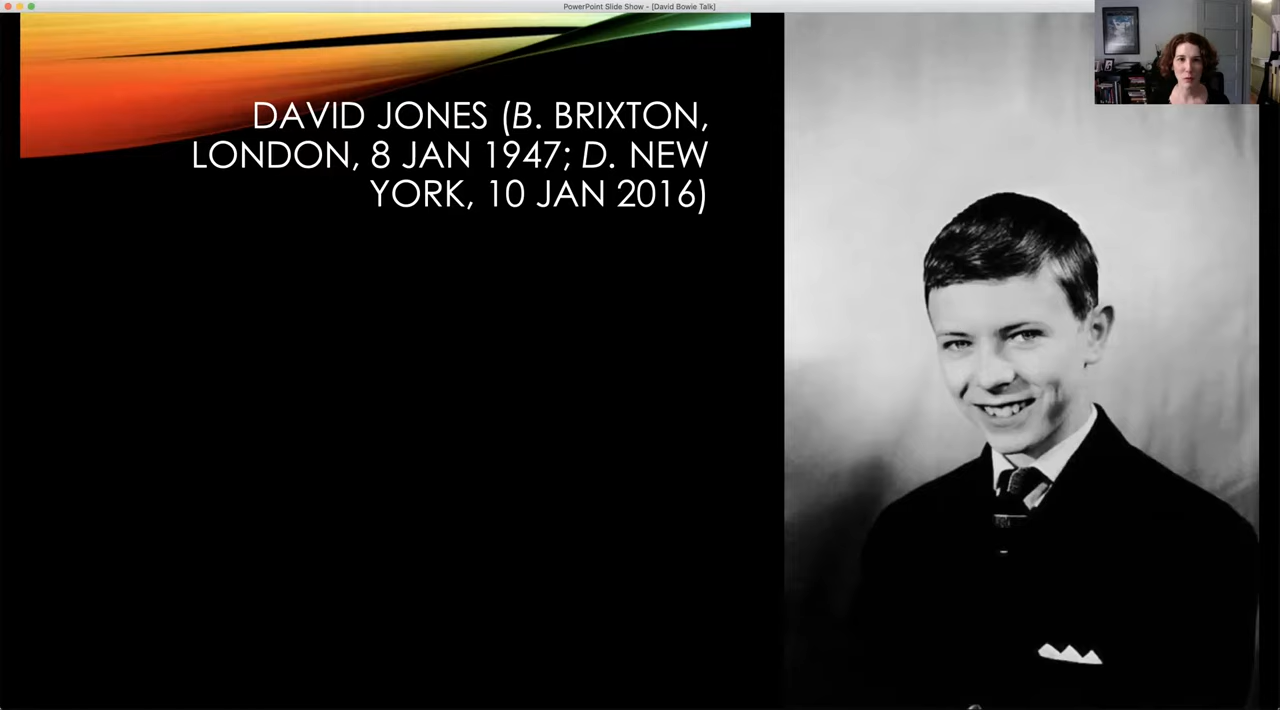 PowerPoint Slide Show - [David Bowie Talk]
DAVID JONES (B. BRIXTON,
LONDON, 8 JAN 1947; D. NEW
YORK, 10 JAN 2016)